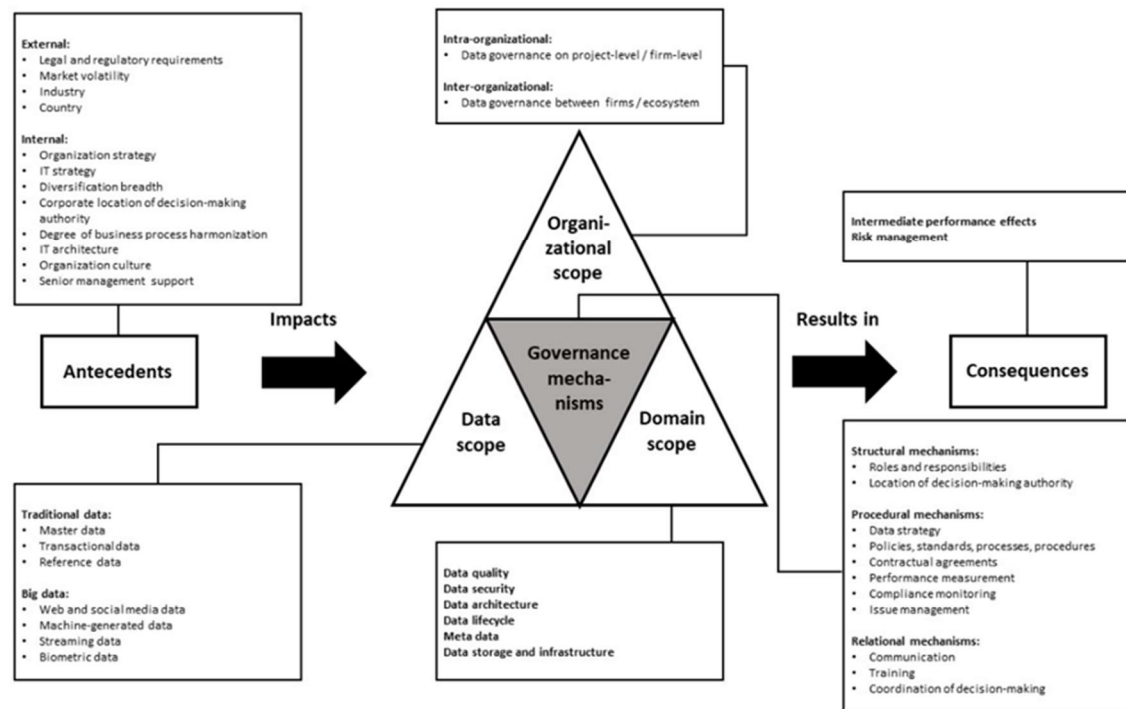 External:
• Legal and regulatory requirements
• Market volatility
• Industry
• Country
Internal:
• Organization strategy
• IT strategy
• Diversification breadth
• Corporate location of decision-making
authority
• Degree of business process harmonization
• IT architecture
• Organization culture
• Senior management support
Antecedents
Impacts
Intra-organizational:
• Data governance on project-level / firm-level
Inter-organizational:
• Data governance between firms / ecosystem
Organi-
zational
scope
Governance
mecha-
nisms
Data
scope
Domain
scope
Results in
Intermediate performance effects
Risk management
Consequences
Traditional data:
• Master data
• Transactional data
• Reference data
Big data:
• Web and social media data
• Machine-generated data
• Streaming data
• Biometric data
Data quality
Data security
Data architecture
Data lifecycle
Meta data
Data storage and infrastructure
Structural mechanisms:
• Roles and responsibilities
• Location of decision-making authority
Procedural mechanisms:
• Data strategy
• Policies, standards, processes, procedures
• Contractual agreements
• Performance measurement
• Compliance monitoring
• Issue management
Relational mechanisms:
• Communication
• Training
• Coordination of decision-making